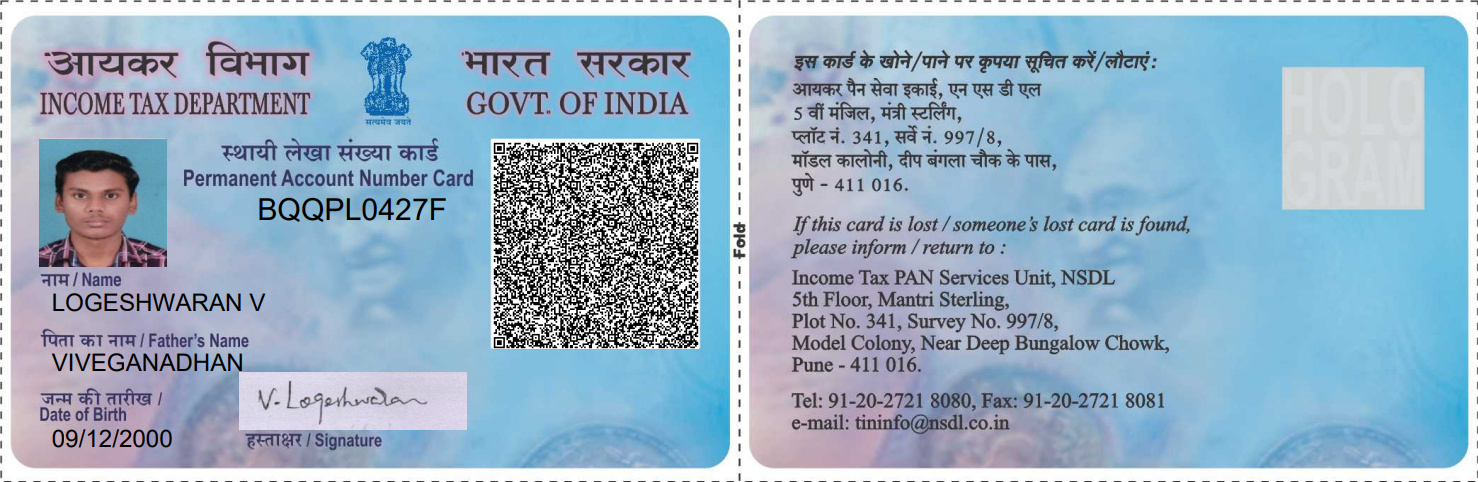 आयकर विभाग
INCOME TAX DEPARTMENT
सत्यमेव जयते
भारत सरकार
GOVT. OF INDIA
स्थायी लेखा संख्या कार्ड
Permanent Account Number Card
BQQPL0427F
नाम / Name
LOGESHWARAN V
पिता का नाम / Father's Name
VIVEGANADHAN
जन्म की तारीख /
Date of Birth
09/12/2000
V. Logeshwaran
हस्ताक्षर / Signature
Fold
इस कार्ड के खोने/पाने पर कृपया सूचित करें/लौटाएं :
आयकर पैन सेवा इकाई, एन एस डी एल
5 वीं मंजिल, मंत्री स्टर्लिंग,
प्लॉट नं. 341, सर्वे नं. 997/8,
मॉडल कालोनी, दीप बंगला चौक के पास,
पुणे - 411 016.
If this card is lost / someone's lost card is found,
please inform / return to :
Income Tax PAN Services Unit, NSDL
5th Floor, Mantri Sterling,
Plot No. 341, Survey No. 997/8,
Model Colony, Near Deep Bungalow Chowk,
Pune - 411 016.
Tel: 91-20-2721 8080, Fax: 91-20-2721 8081
e-mail: tininfo@nsdl.co.in
HOLO
GRAM